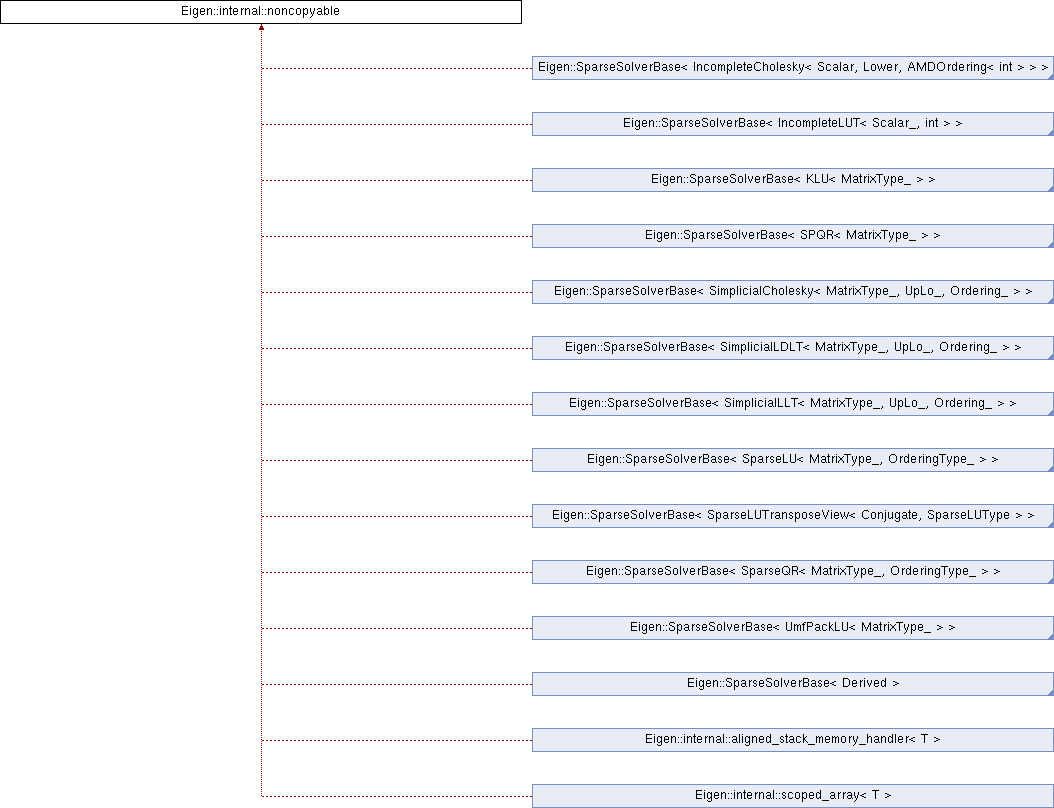 Eigen::internal::noncopyable
Eigen::SparseSolverBase< IncompleteCholesky< Scalar, Lower, AMDOrdering< int > > >
Eigen::SparseSolverBase< IncompleteLUT< Scalar_, int > >
Eigen::SparseSolverBase< KLU< MatrixType_ > >
Eigen::SparseSolverBase< SPQR< MatrixType_ > >
Eigen::SparseSolverBase< SimplicialCholesky< MatrixType_, UpLo_, Ordering_ > >
Eigen::SparseSolverBase< SimplicialLDLT< MatrixType_, UpLo_, Ordering_ > >
Eigen::SparseSolverBase< SimplicialLLT< MatrixType_, UpLo_, Ordering_ > >
Eigen::SparseSolverBase< SparseLU< MatrixType_, OrderingType_ > >
Eigen::SparseSolverBase< SparseLUTransposeView< Conjugate, SparseLUType > >
Eigen::SparseSolverBase< SparseQR< MatrixType_, OrderingType_ > >
Eigen::SparseSolverBase< UmfPackLU< MatrixType_ > >
Eigen::SparseSolverBase< Derived >
Eigen::internal::aligned_stack_memory_handler< T >
Eigen::internal::scoped_array< T >